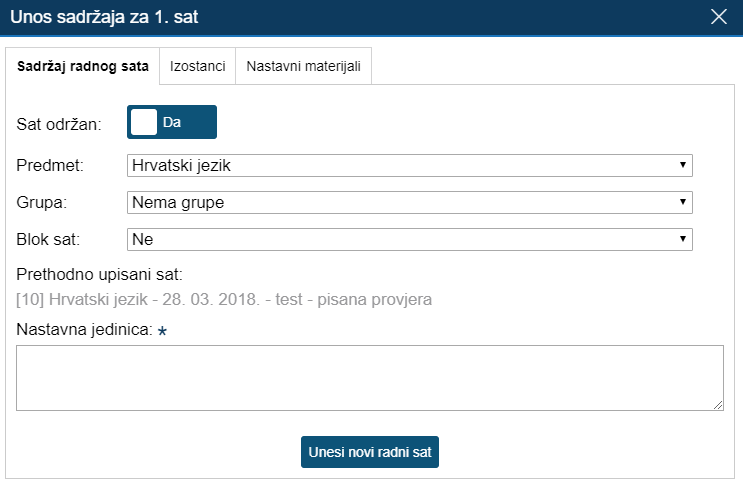 Unos sadržaja za 1. sat
Sadržaj radnog sata Izostanci Nastavni materijali
Sat održan: Da
Predmet: Hrvatski jezik
Grupa: Nema grupe
Blok sat: Ne
Prethodno upisani sat:
[10] Hrvatski jezik - 28. 03. 2018. - test - pisana provjera
Nastavna jedinica: *
Unesi novi radni sat